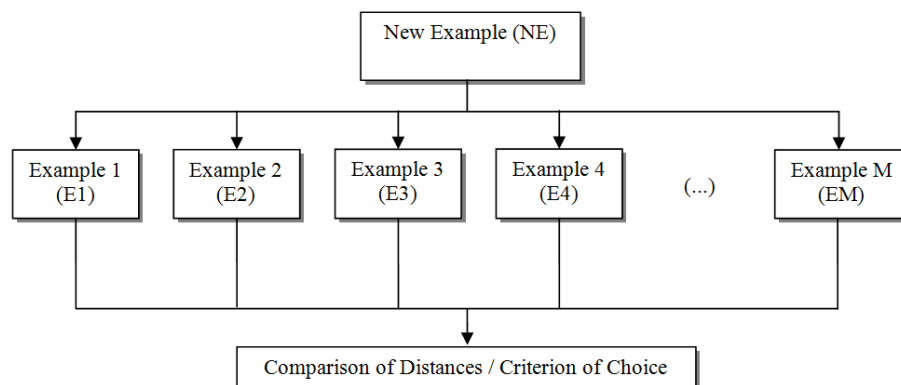 New Example (NE)
Example 1
(E1)
Example 2
(E2)
Example 3
(E3)
Example 4
(E4)
(...)
Example M
(EM)
Comparison of Distances / Criterion of Choice